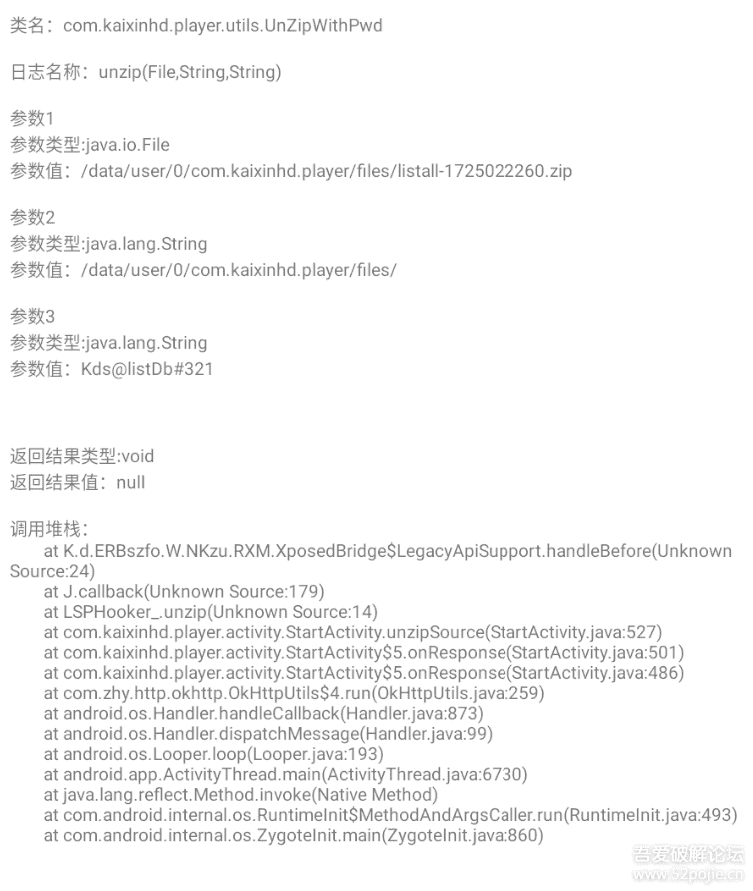 类名：com.kaixinhd.player.utils.UnZipWithPwd
日志名称：unzip(File,String,String)
参数1
参数类型:java.io.File
参数值：/data/user/0/com.kaixinhd.player/files/listall-1725022260.zip
参数2
参数类型:java.lang.String
参数值：/data/user/0/com.kaixinhd.player/files/
参数3
参数类型:java.lang.String
参数值：Kds@listDb#321
返回结果类型:void
返回结果值：null
调用堆栈：
at K.d.ERBszfo.W.NKzu.RXM.XposedBridge$LegacyApiSupport.handleBefore(Unknown
Source:24)
at J.callback(Unknown Source:179)
at LSPHooker_.unzip(Unknown Source:14)
at com.kaixinhd.player.activity.StartActivity.unzipSource(StartActivity.java:527)
at com.kaixinhd.player.activity.StartActivity$5.onResponse(StartActivity.java:501)
at com.kaixinhd.player.activity.StartActivity$5.onResponse(StartActivity.java:486)
at com.zhy.http.okhttp.OkHttpUtils$4.run(OkHttpUtils.java:259)
at android.os.Handler.handleCallback(Handler.java:873)
at android.os.Handler.dispatchMessage(Handler.java:99)
at android.os.Looper.loop(Looper.java:193)
at android.app.ActivityThread.main(ActivityThread.java:6730)
at java.lang.reflect.Method.invoke(Native Method)
at com.android.internal.os.RuntimeInit$MethodAndArgsCaller.run(RuntimeInit.java:493)
at com.android.internal.os.ZygoteInit.main(ZygoteInit.java:860)
吾爱破解论坛
www.52pojie.cn